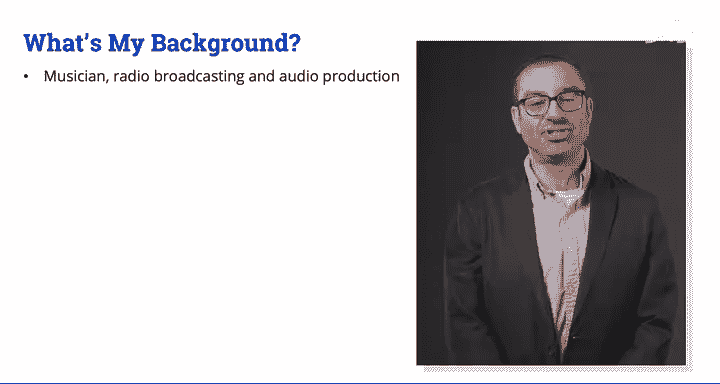 What's My Background?
• Musician, radio broadcasting and audio production